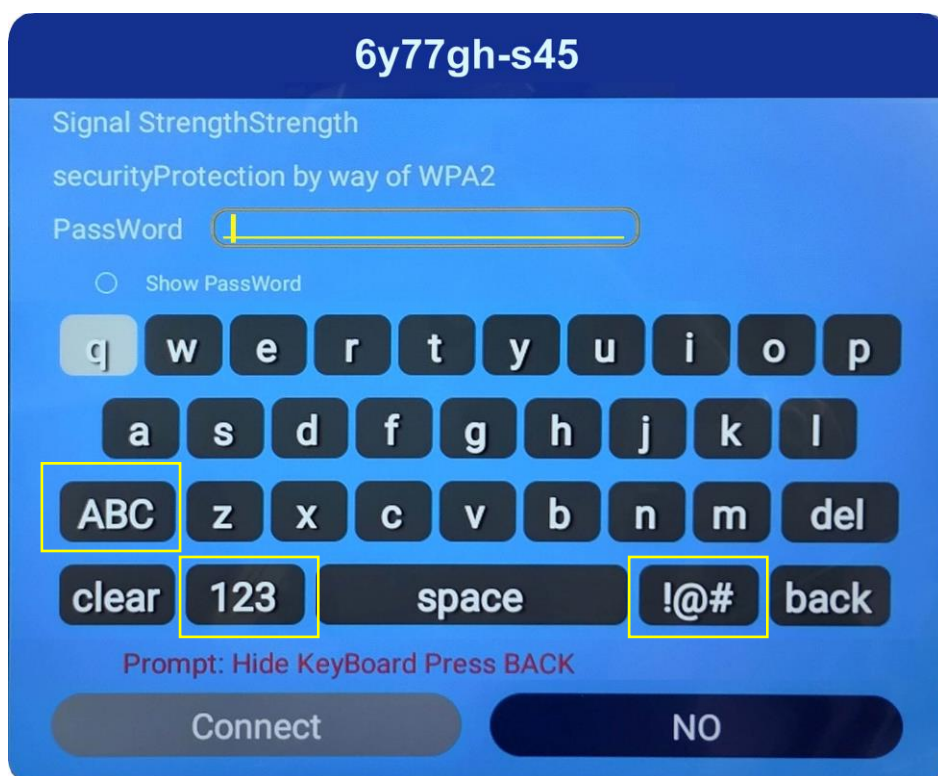 6y77gh-s45
Signal StrengthStrength
securityProtection by way of WPA2
PassWord
Show PassWord
q w e r t y u i o p
a s d f g h j k l
ABC z x c v b n m del
clear 123 space !@# back
Prompt: Hide KeyBoard Press BACK
Connect NO